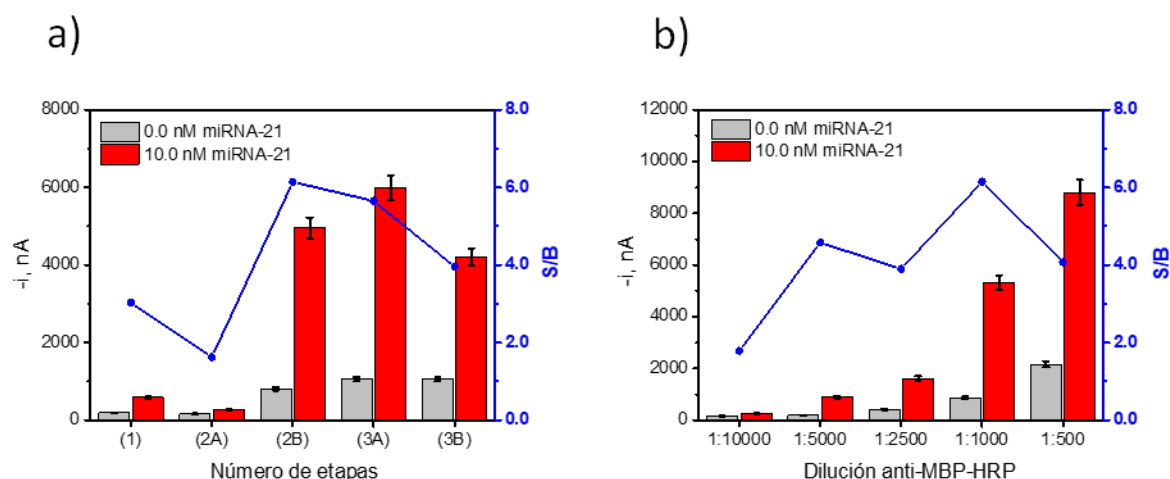 a)
8000
6000
4000
2000
0
-i, nA
0.0 nM miRNA-21
10.0 nM miRNA-21
8.0
6.0
4.0
2.0
0.0
S/B
(1) (2A) (2B) (3A) (3B)
Número de etapas
b)
12000
10000
8000
6000
4000
2000
0
-i, nA
0.0 nM miRNA-21
10.0 nM miRNA-21
8.0
6.0
4.0
2.0
0.0
S/B
1:10000 1:5000 1:2500 1:1000 1:500
Dilución anti-MBP-HRP